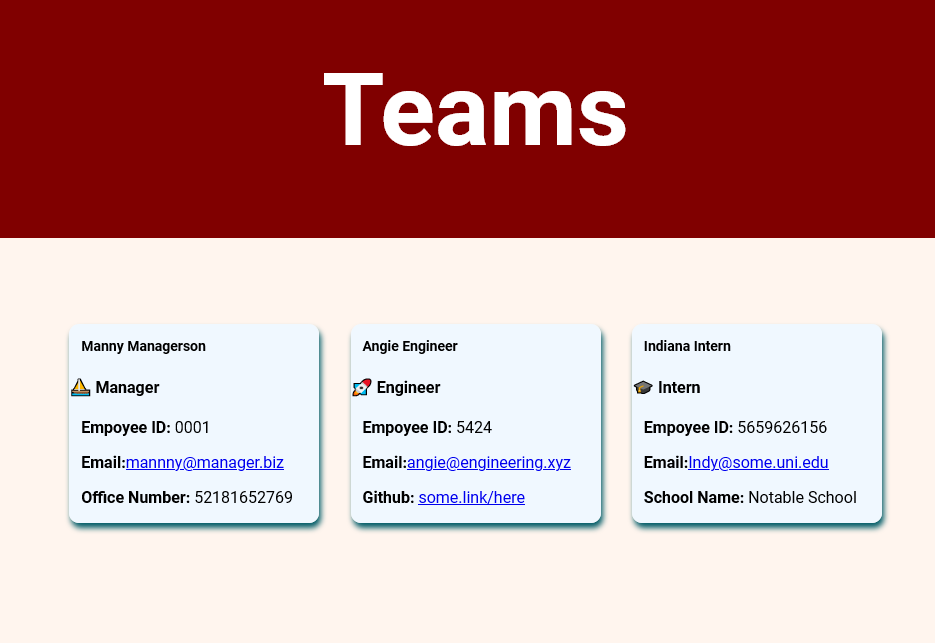 Teams
Manny Managerson
Manager
Empoyee ID: 0001
Email:mannny@manager.biz
Office Number: 52181652769
Angie Engineer
Engineer
Empoyee ID: 5424
Email:angie@engineering.xyz
Github: some.link/here
Indiana Intern
Intern
Empoyee ID: 5659626156
Email:Indy@some.uni.edu
School Name: Notable School